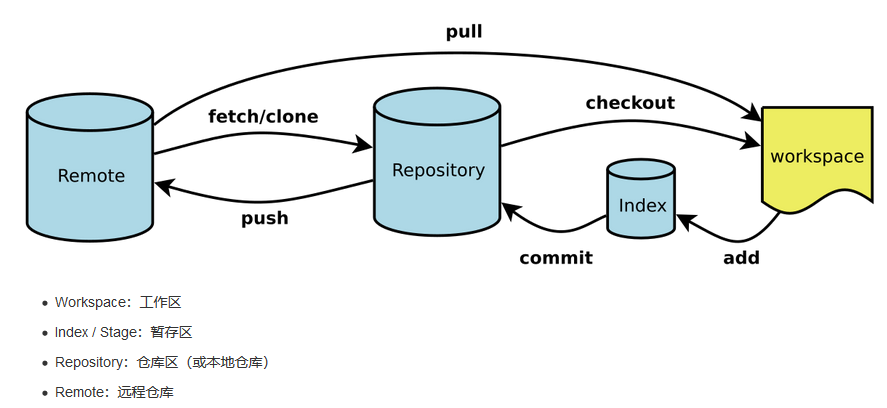 pull
fetch/clone
checkout
Remote
Repository
workspace
Index
push
commit
add
Workspace：工作区
Index / Stage：暂存区
Repository：仓库区（或本地仓库）
Remote：远程仓库